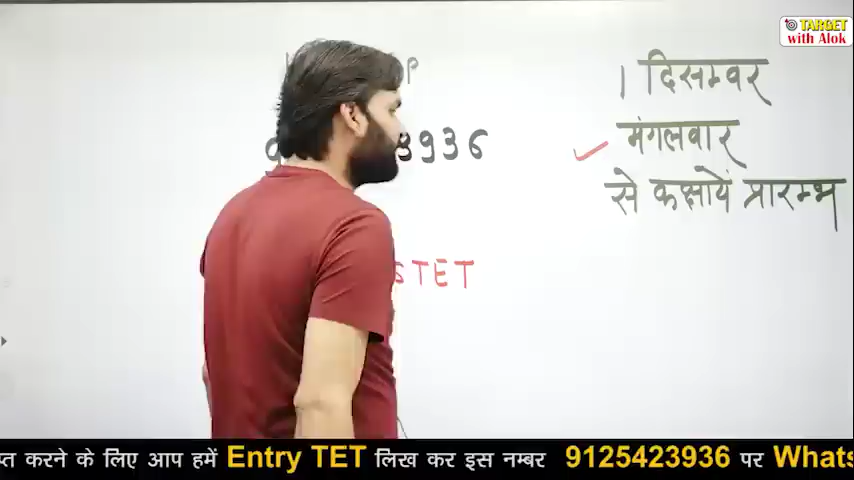 TARGET
with Alok
P
1 दिसम्बर
3936
मंगलवार
से कक्षायें प्रारम्भ
STET
प्त करने के लिए आप हमें Entry TET लिख कर इस नम्बर 9125423936 पर Whats